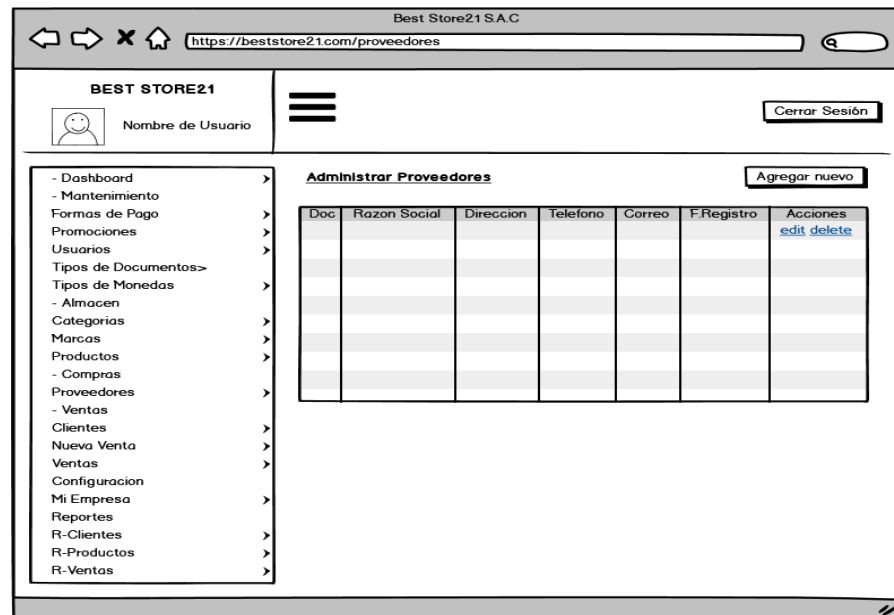 Best Store21 S.A.C
https://beststore21.com/proveedores
BEST STORE21
Nombre de Usuario
Cerrar Sesión
- Dashboard
- Mantenimiento
Formas de Pago
Promociones
Usuarios
Tipos de Documentos>
Tipos de Monedas
- Almacen
Categorias
Marcas
Productos
- Compras
Proveedores
- Ventas
Clientes
Nueva Venta
Ventas
Configuracion
Mi Empresa
Reportes
R-Clientes
R-Productos
R-Ventas
Administrar Proveedores
Agregar nuevo
Doc Razon Social Direccion Telefono Correo F.Registro Acciones
edit delete